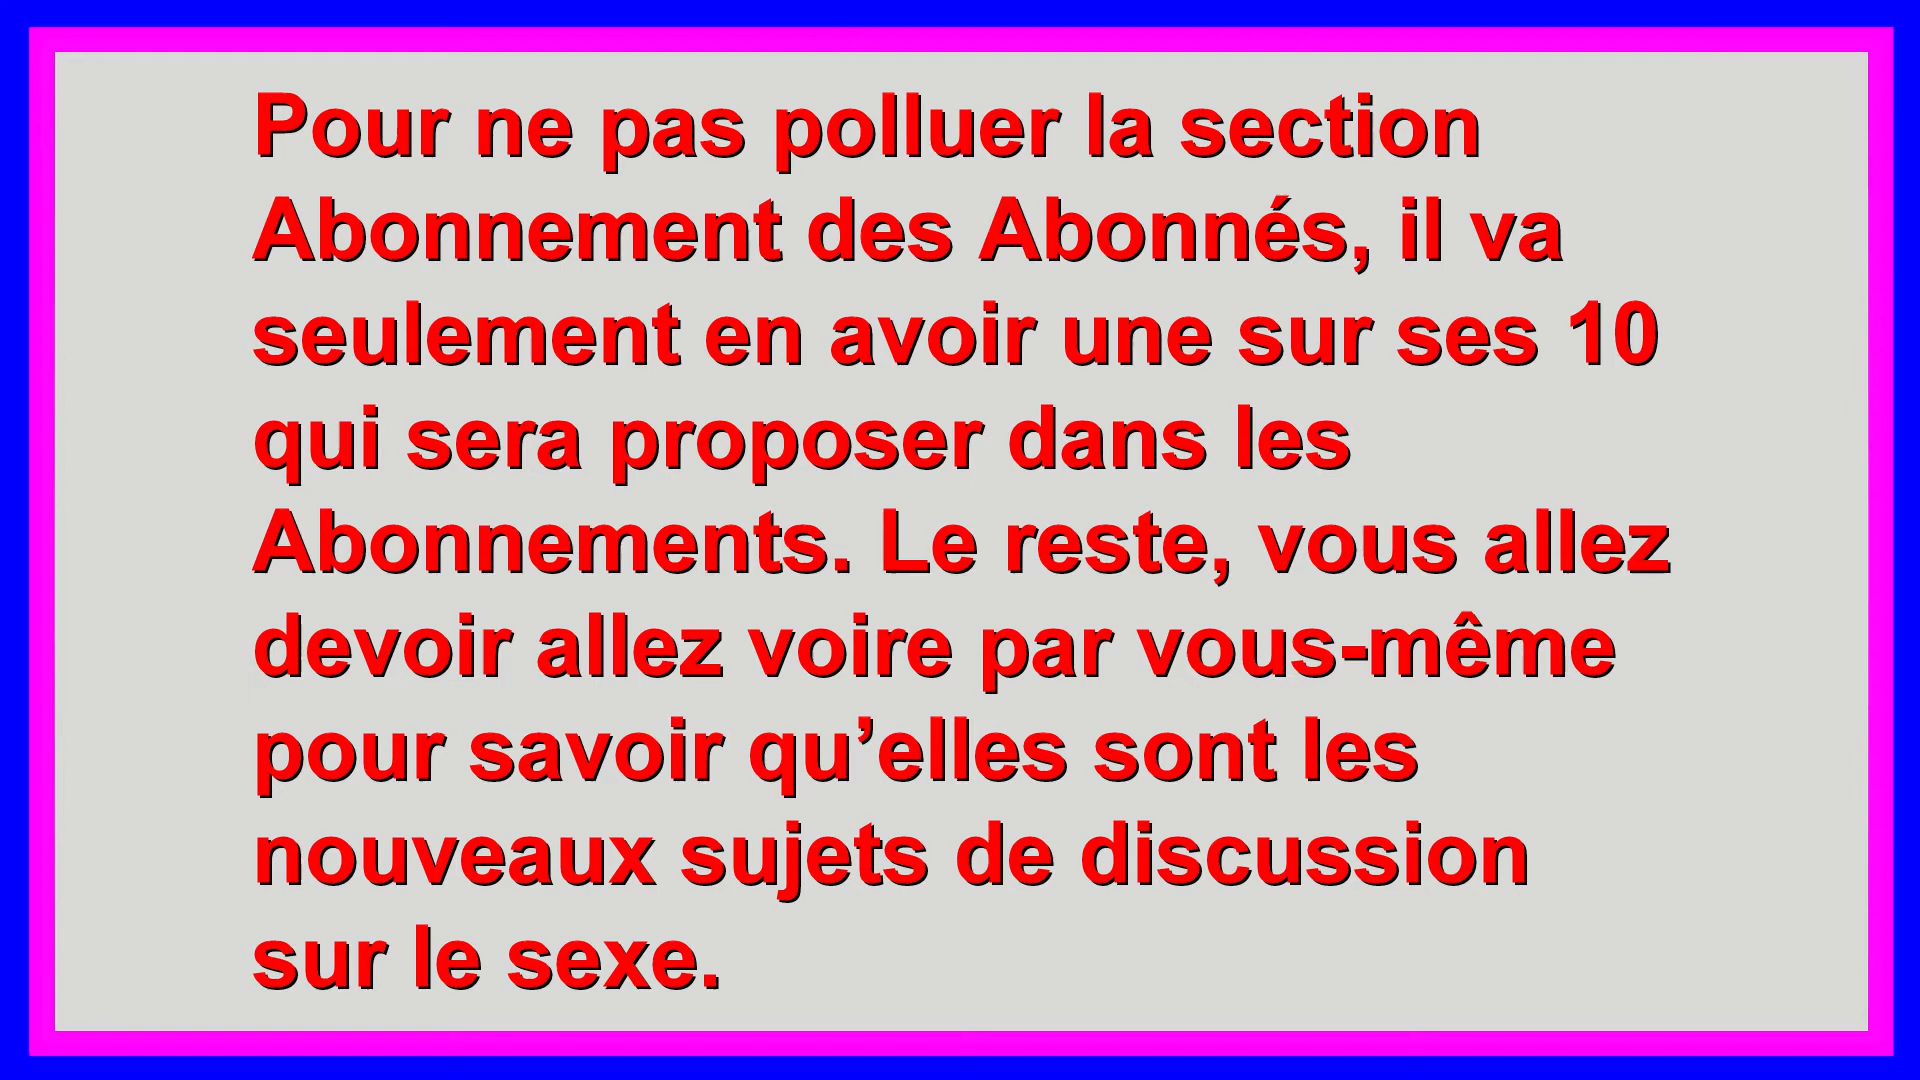 Pour ne pas polluer la section
Abonnement des Abonnés, il va
seulement en avoir une sur ses 10
qui sera proposer dans les
Abonnements. Le reste, vous allez
devoir allez voire par vous-même
pour savoir qu’elles sont les
nouveaux sujets de discussion
sur le sexe.